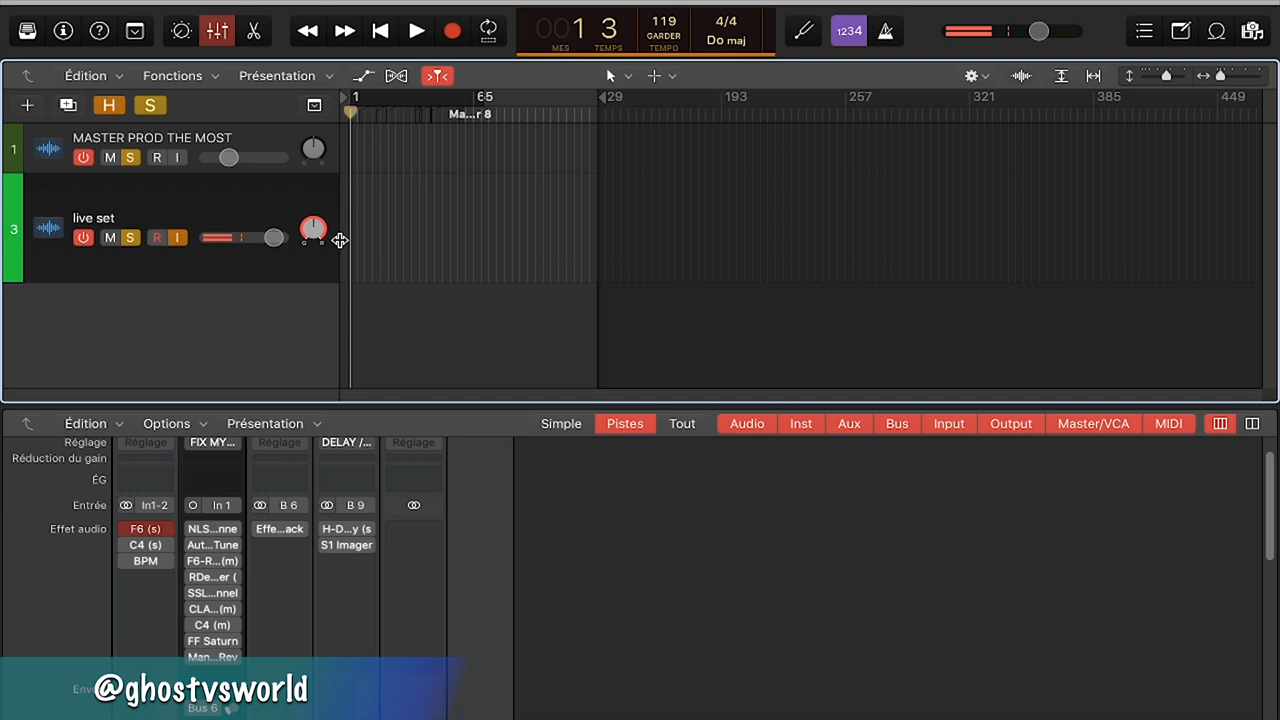 001 3 119 4/4 1234
MES TEMPS GARDER TEMPO Do maj
Édition Fonctions Présentation
H S 1 65 129 193 257 321 385 449
Ma...r 8
1 MASTER PROD THE MOST
M S R I
3 live set
M S R I
Édition Options Présentation Simple Pistes Tout Audio Inst Aux Bus Input Output Master/VCA MIDI
Réglage Réglage FIX MY... Réglage DELAY /... Réglage
Réduction du gain
ÉG
Entrée In1-2 In 1 B 6 B 9
Effet audio F6 (s) NLS...nne Effe...ack H-D...y (s
C4 (s) Aut...Tune S1 Imager
BPM F6-R...(m)
RDe...er (
SSL...nnel
CLA...(m)
C4 (m)
FF Saturn
Man...Rev
@ghostvsworld
Bus 6